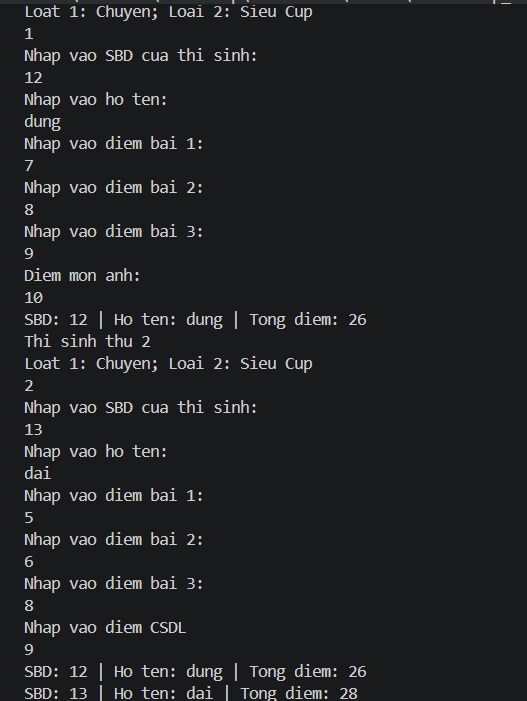 Loat 1: Chuyen; Loai 2: Sieu Cup
1
Nhap vao SBD cua thi sinh:
12
Nhap vao ho ten:
dung
Nhap vao diem bai 1:
7
Nhap vao diem bai 2:
8
Nhap vao diem bai 3:
9
Diem mon anh:
10
SBD: 12 | Ho ten: dung | Tong diem: 26
Thi sinh thu 2
Loat 1: Chuyen; Loai 2: Sieu Cup
2
Nhap vao SBD cua thi sinh:
13
Nhap vao ho ten:
dai
Nhap vao diem bai 1:
5
Nhap vao diem bai 2:
6
Nhap vao diem bai 3:
8
Nhap vao diem CSDL
9
SBD: 12 | Ho ten: dung | Tong diem: 26
SBD: 13 | Ho ten: dai | Tong diem: 28